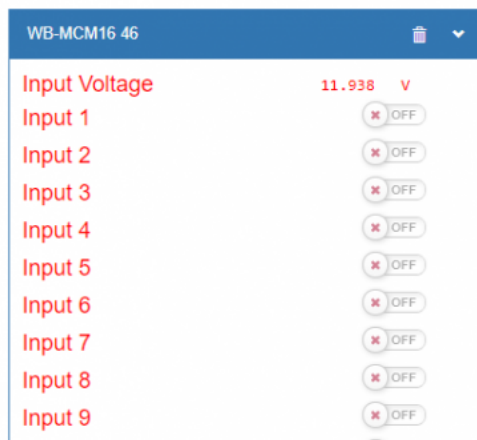 WB-MCM16 46
Input Voltage 11.938 V
Input 1 OFF
Input 2 OFF
Input 3 OFF
Input 4 OFF
Input 5 OFF
Input 6 OFF
Input 7 OFF
Input 8 OFF
Input 9 OFF